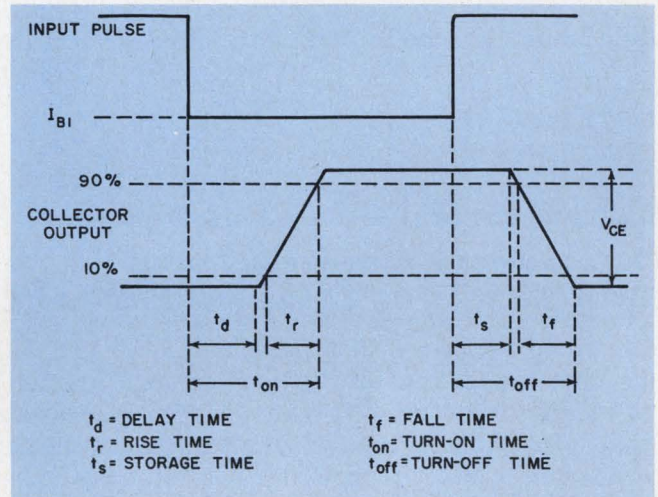 INPUT PULSE
I_B1
90%
COLLECTOR
OUTPUT
10%
V_CE
t_d
t_r
t_s
t_f
t_on
t_off
t_d = DELAY TIME
t_r = RISE TIME
t_s = STORAGE TIME
t_f = FALL TIME
t_on = TURN-ON TIME
t_off = TURN-OFF TIME